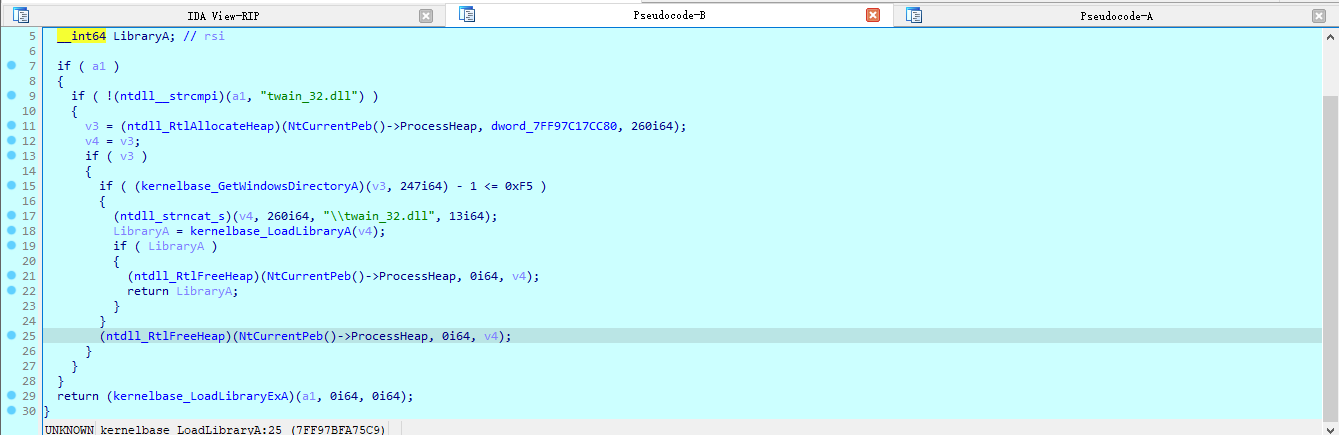 IDA View-RIP Pseudocode-B Pseudocode-A
5 __int64 LibraryA; // rsi
6
7 if ( a1 )
8 {
9 if ( !(ntdll__strcmpi)(a1, "twain_32.dll") )
10 {
11 v3 = (ntdll_RtlAllocateHeap)(NtCurrentPeb()->ProcessHeap, dword_7FF97C17CC80, 260i64);
12 v4 = v3;
13 if ( v3 )
14 {
15 if ( (kernelbase_GetWindowsDirectoryA)(v3, 247i64) - 1 <= 0xF5 )
16 {
17 (ntdll_strncat_s)(v4, 260i64, "\\twain_32.dll", 13i64);
18 LibraryA = kernelbase_LoadLibraryA(v4);
19 if ( LibraryA )
20 {
21 (ntdll_RtlFreeHeap)(NtCurrentPeb()->ProcessHeap, 0i64, v4);
22 return LibraryA;
23 }
24 }
25 (ntdll_RtlFreeHeap)(NtCurrentPeb()->ProcessHeap, 0i64, v4);
26 }
27 }
28 }
29 return (kernelbase_LoadLibraryExA)(a1, 0i64, 0i64);
30 }
UNKNOWN kernelbase_LoadLibraryA:25 (7FF97BFA75C9)